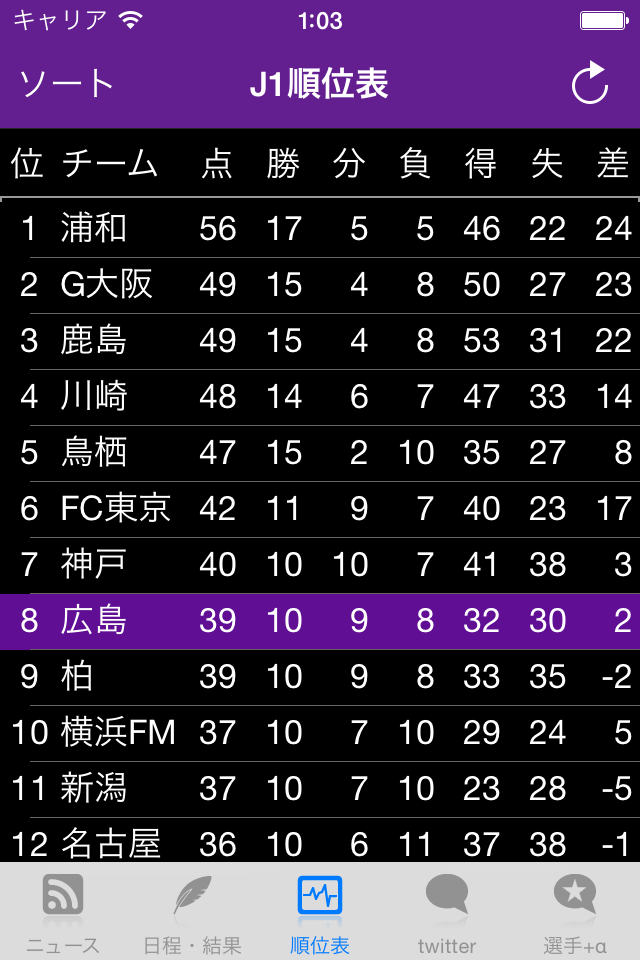 キャリア 1:03
ソート J1順位表
位 チーム 点 勝 分 負 得 失 差
1 浦和 56 17 5 5 46 22 24
2 G大阪 49 15 4 8 50 27 23
3 鹿島 49 15 4 8 53 31 22
4 川崎 48 14 6 7 47 33 14
5 鳥栖 47 15 2 10 35 27 8
6 FC東京 42 11 9 7 40 23 17
7 神戸 40 10 10 7 41 38 3
8 広島 39 10 9 8 32 30 2
9 柏 39 10 9 8 33 35 -2
10 横浜FM 37 10 7 10 29 24 5
11 新潟 37 10 7 10 23 28 -5
12 名古屋 36 10 6 11 37 38 -1
ニュース 日程・結果 順位表 twitter 選手+α